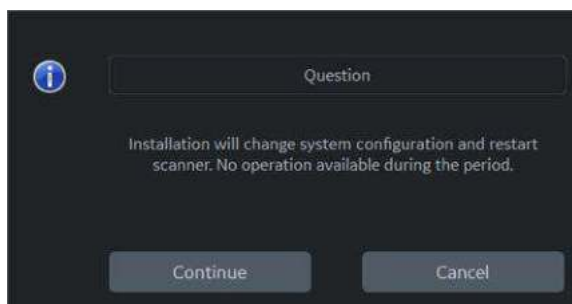 Question
Installation will change system configuration and restart
scanner. No operation available during the period.
Continue
Cancel